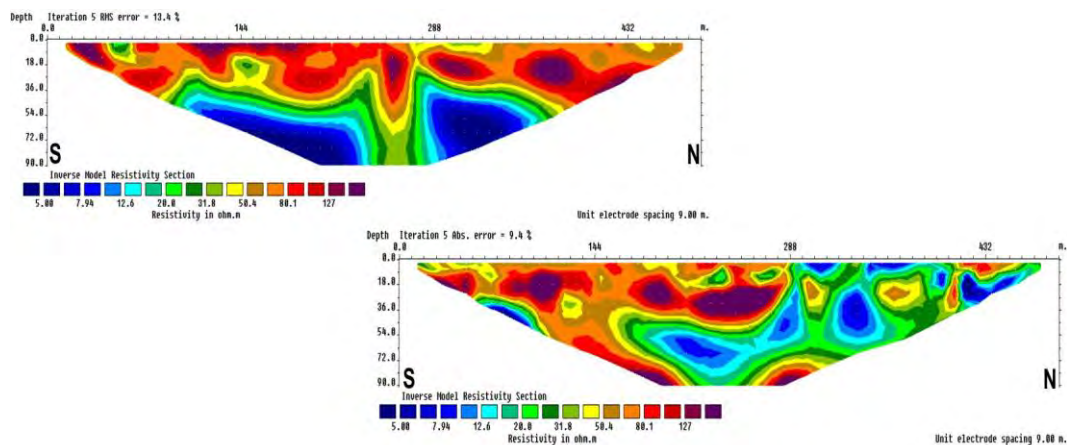 Depth Iteration 5 RMS error = 13.4 %
0.0 144 288 432 m.
0.0
18.0
36.0
54.0
72.0
90.0
S N
Inverse Model Resistivity Section
5.00 7.94 12.6 20.0 31.8 50.4 80.1 127
Resistivity in ohm.m
Unit electrode spacing 9.00 m.
Depth Iteration 5 Abs. error = 9.4 %
0.0 144 288 432 m.
0.0
18.0
36.0
54.0
72.0
90.0
S N
Inverse Model Resistivity Section
5.00 7.94 12.6 20.0 31.8 50.4 80.1 127
Resistivity in ohm.m
Unit electrode spacing 9.00 m.